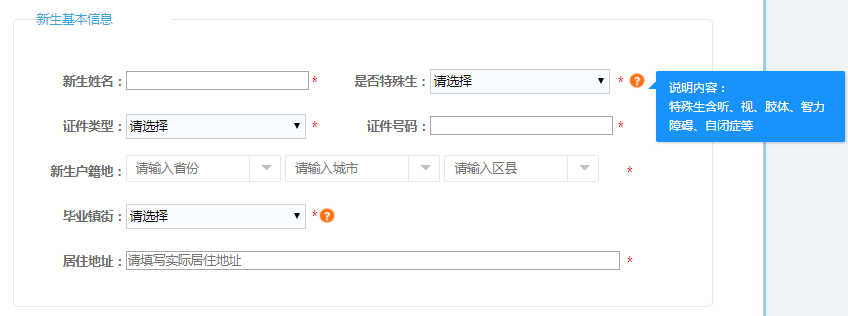 新生基本信息
新生姓名： * 是否特殊生： 请选择 * ?
说明内容：
特殊生含听、视、肢体、智力
障碍、自闭症等
证件类型： 请选择 * 证件号码： *
新生户籍地： 请输入省份 请输入城市 请输入区县 *
毕业镇街： 请选择 * ?
居住地址： 请填写实际居住地址 *